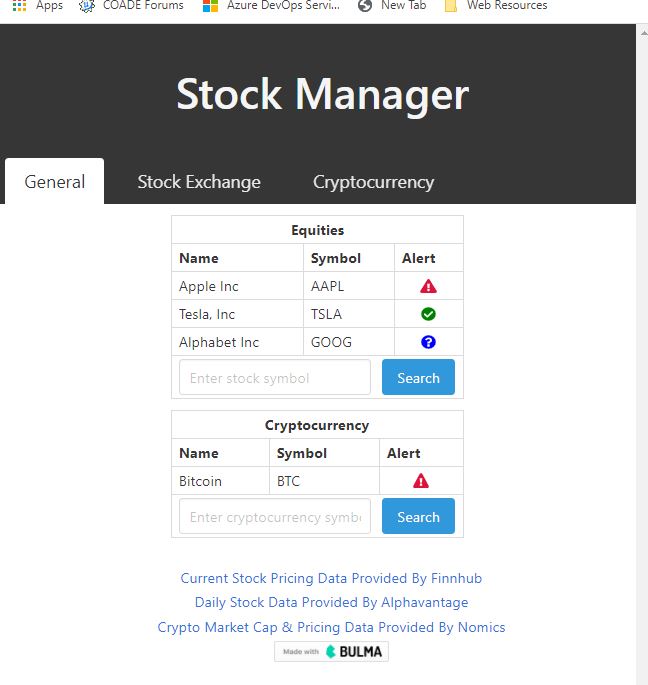 Apps COADE Forums Azure DevOps Servi... New Tab Web Resources
Stock Manager
General Stock Exchange Cryptocurrency
Equities
Name Symbol Alert
Apple Inc AAPL
Tesla, Inc TSLA
Alphabet Inc GOOG
Enter stock symbol Search
Cryptocurrency
Name Symbol Alert
Bitcoin BTC
Enter cryptocurrency symbo Search
Current Stock Pricing Data Provided By Finnhub
Daily Stock Data Provided By Alphavantage
Crypto Market Cap & Pricing Data Provided By Nomics
Made with BULMA